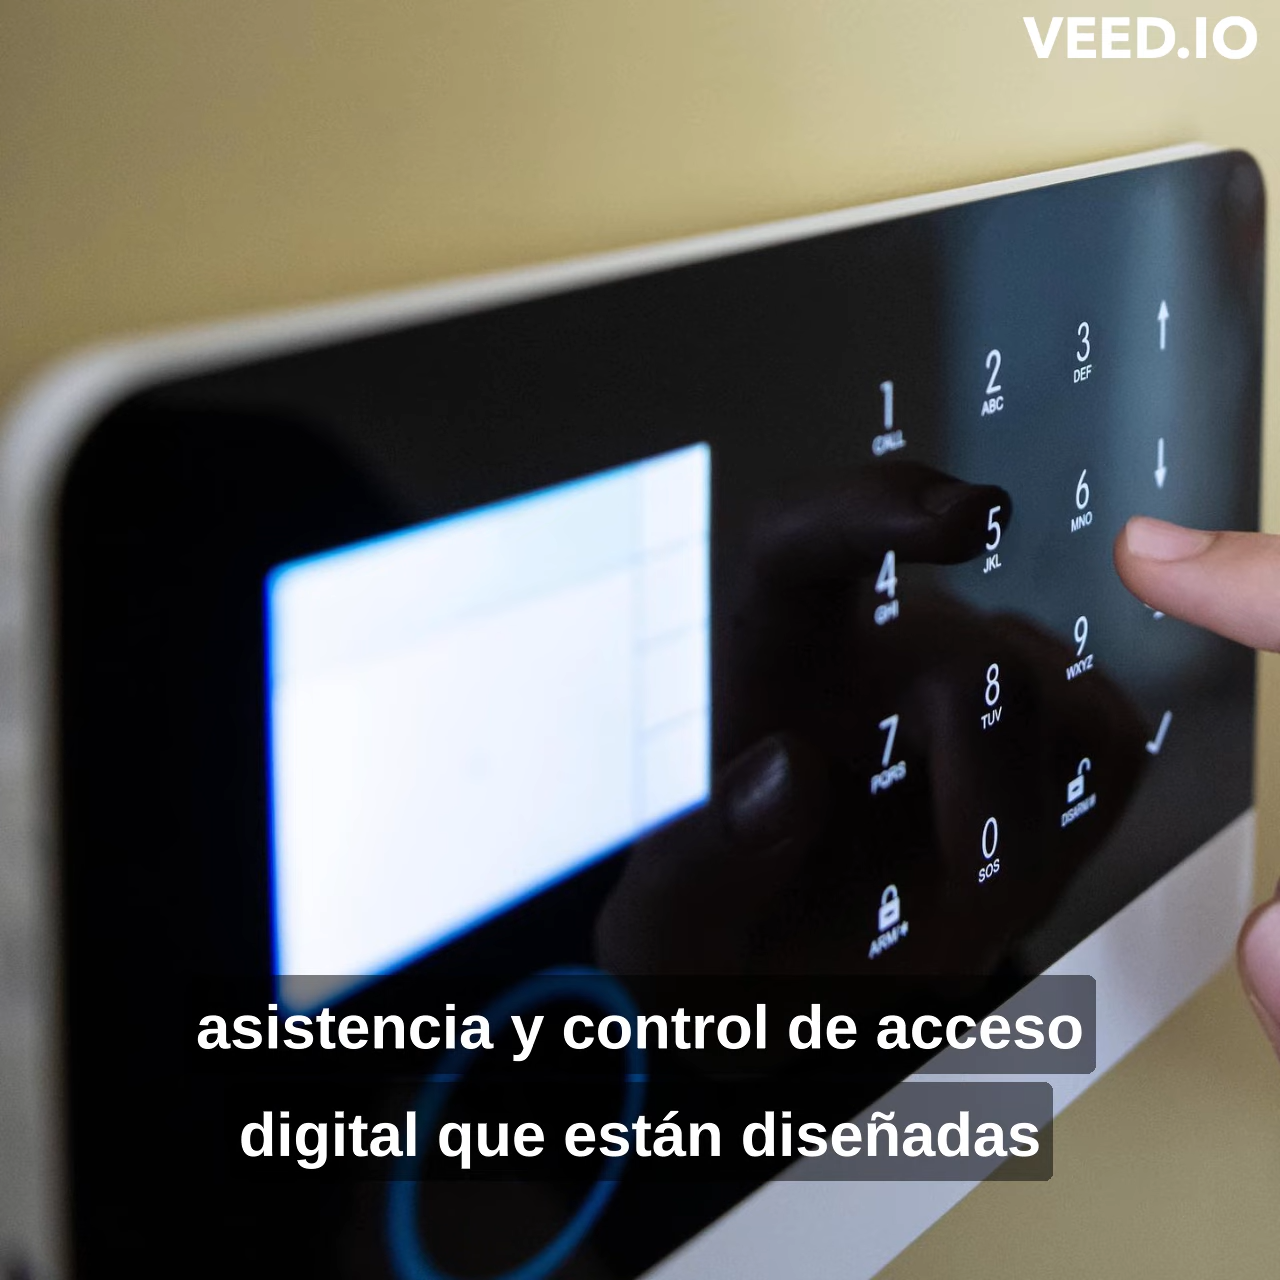 VEED.IO
1 2 3
CALL ABC DEF
4 5 6
GHI JKL MNO
7 8 9
PQRS TUV WXYZ
0
ARM/* SOS DISARM/#
asistencia y control de acceso
digital que están diseñadas